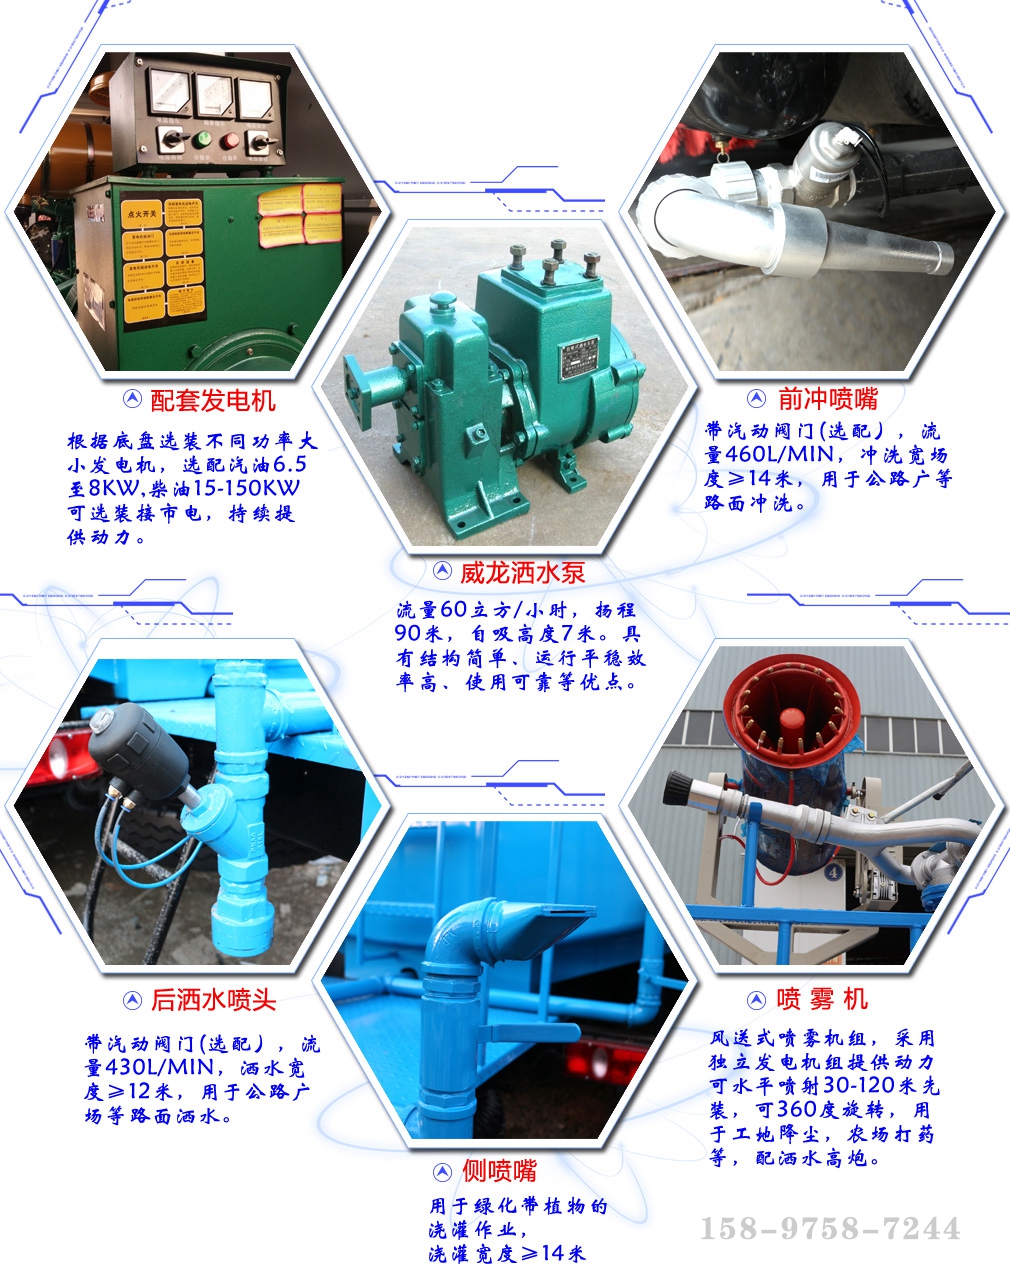 点火开关
配套发电机
根据底盘选装不同功率大
小发电机，选配汽油6.5
至8KW,柴油15-150KW
可选装接市电，持续提
供动力。
前冲喷嘴
带汽动阀门(选配），流
量460L/MIN，冲洗宽场
度≥14米，用于公路广等
路面冲洗。
威龙洒水泵
流量60立方/小时，扬程
90米，自吸高度7米。具
有结构简单、运行平稳效
率高、使用可靠等优点。
后洒水喷头
带汽动阀门(选配），流
量430L/MIN，洒水宽
度≥12米，用于公路广
场等路面洒水。
4
喷雾机
风送式喷雾机组，采用
独立发电机组提供动力
可水平喷射30-120米先
装，可360度旋转，用
于工地降尘，农场打药
等，配洒水高炮。
侧喷嘴
用于绿化带植物的
浇灌作业，
浇灌宽度≥14米
158-9758-7244